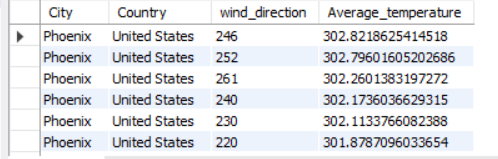 City Country wind_direction Average_temperature
Phoenix United States 246 302.8218625414518
Phoenix United States 252 302.79601605202686
Phoenix United States 261 302.2601383197272
Phoenix United States 240 302.1736036629315
Phoenix United States 230 302.1133766082388
Phoenix United States 220 301.8787096033654